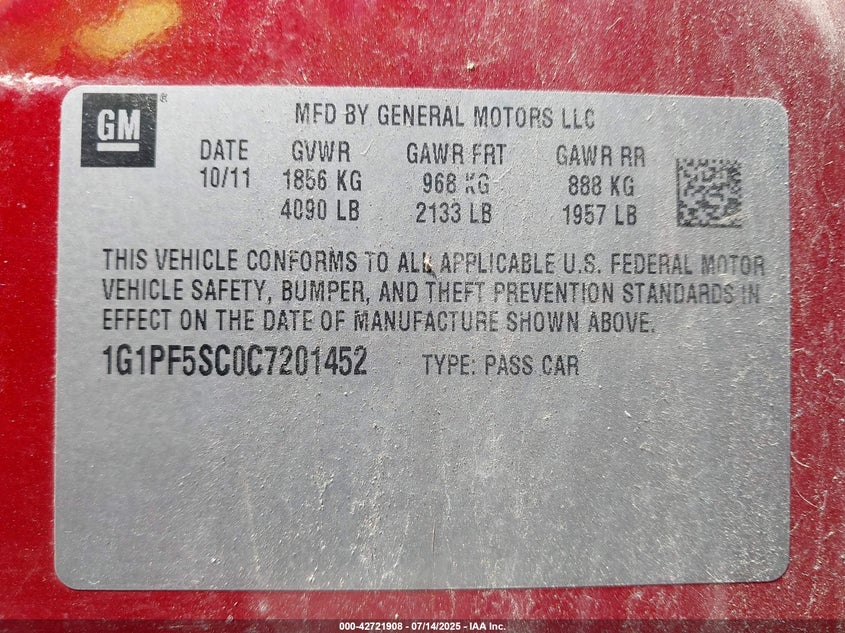 GM
MFD BY GENERAL MOTORS LLC
DATE GVWR GAWR FRT GAWR RR
10/11 1856 KG 968 KG 888 KG
4090 LB 2133 LB 1957 LB
THIS VEHICLE CONFORMS TO ALL APPLICABLE U.S. FEDERAL MOTOR
VEHICLE SAFETY, BUMPER, AND THEFT PREVENTION STANDARDS IN
EFFECT ON THE DATE OF MANUFACTURE SHOWN ABOVE.
1G1PF5SC0C7201452 TYPE: PASS CAR
000-42721908 - 07/14/2025 - IAA Inc.